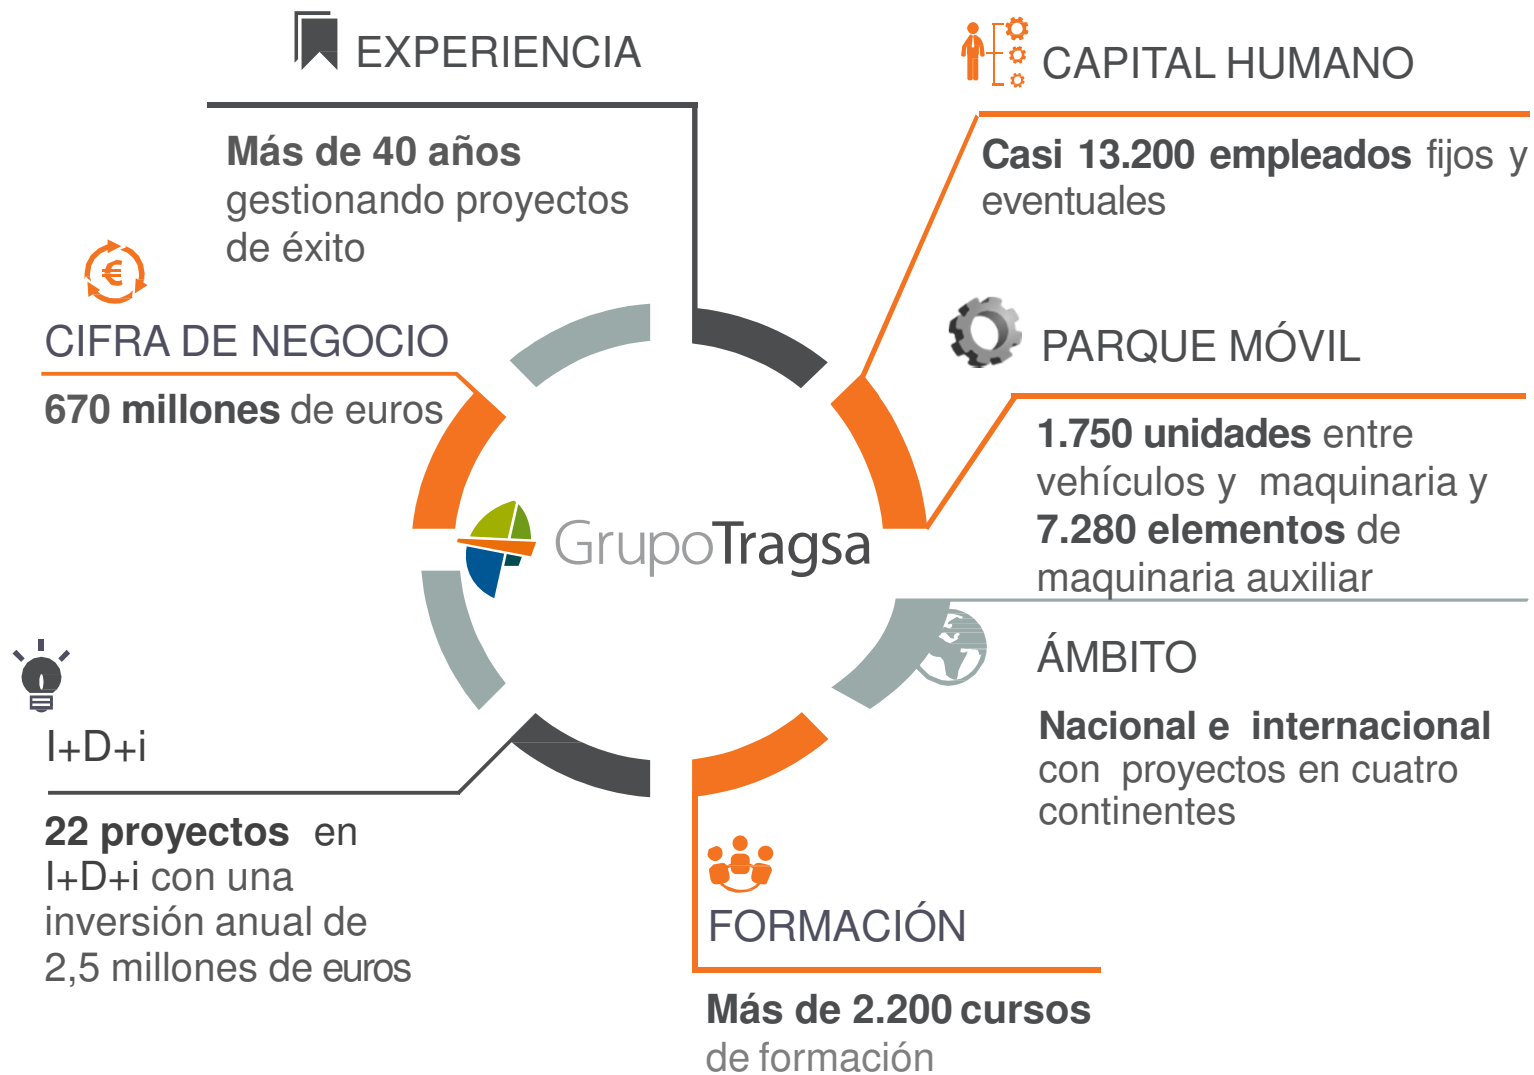 EXPERIENCIA
Más de 40 años
gestionando proyectos
de éxito
CAPITAL HUMANO
Casi 13.200 empleados fijos y
eventuales
CIFRA DE NEGOCIO
670 millones de euros
PARQUE MÓVIL
1.750 unidades entre
vehículos y maquinaria y
7.280 elementos de
maquinaria auxiliar
GrupoTragsa
ÁMBITO
Nacional e internacional
con proyectos en cuatro
continentes
I+D+i
22 proyectos en
I+D+i con una
inversión anual de
2,5 millones de euros
FORMACIÓN
Más de 2.200 cursos
de formación